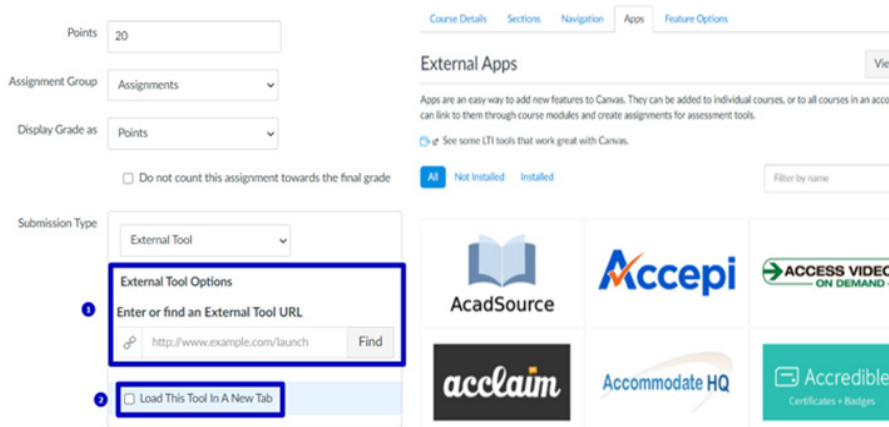 Points 20
Assignment Group Assignments
Display Grade as Points
Do not count this assignment towards the final grade
Submission Type
External Tool
External Tool Options
1
Enter or find an External Tool URL
http://www.example.com/launch Find
2 Load This Tool In A New Tab
Course Details Sections Navigation Apps Feature Options
External Apps
Vie
Apps are an easy way to add new features to Canvas. They can be added to individual courses, or to all courses in an acco
can link to them through course modules and create assignments for assessment tools.
See some LTI tools that work great with Canvas.
All Not Installed Installed Filter by name
AcadSource
Accepi
ACCESS VIDEO
ON DEMAND
acclaim
Accommodate HQ
Accredible
Certificates + Badges